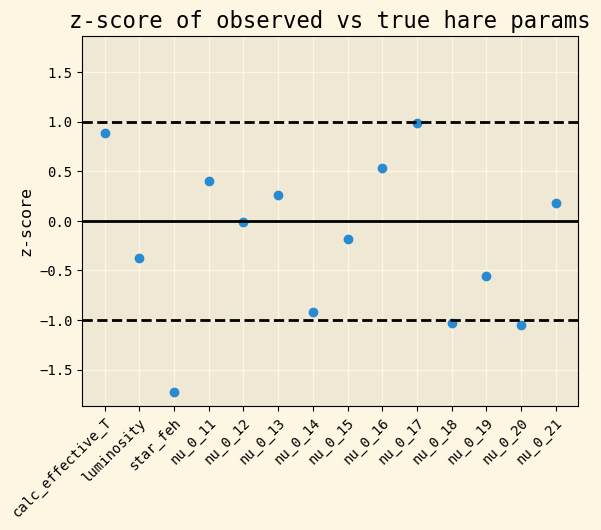 z-score of observed vs true hare params
z-score
1.5
1.0
0.5
0.0
−0.5
−1.0
−1.5
calc_effective_T
luminosity
star_feh
nu_0_11
nu_0_12
nu_0_13
nu_0_14
nu_0_15
nu_0_16
nu_0_17
nu_0_18
nu_0_19
nu_0_20
nu_0_21